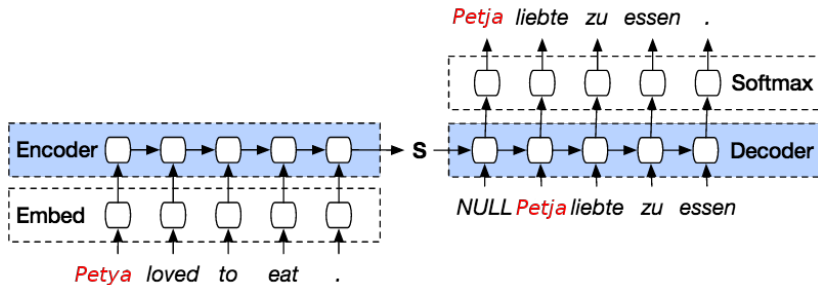 Petja liebte zu essen .
Softmax
Encoder
S
Decoder
Embed
NULL Petja liebte zu essen
Petya loved to eat .